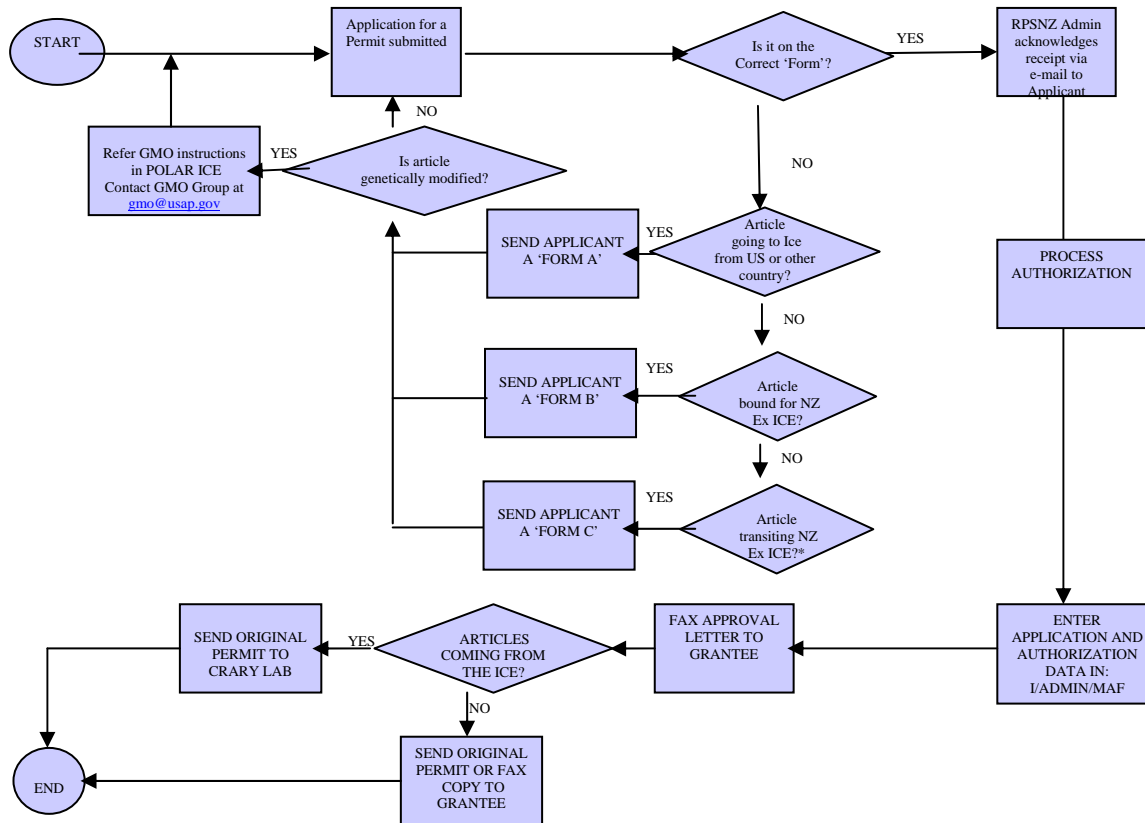 START
Application for a
Permit submitted
Is it on the
Correct ‘Form’?
YES
RPSNZ Admin
acknowledges
receipt via
e-mail to
Applicant
NO
Refer GMO instructions
in POLAR ICE
Contact GMO Group at
gmo@usap.gov
YES
Is article
genetically modified?
NO
SEND APPLICANT
A ‘FORM A’
YES
Article
going to Ice
from US or other
country?
PROCESS
AUTHORIZATION
NO
SEND APPLICANT
A ‘FORM B’
YES
Article
bound for NZ
Ex ICE?
NO
SEND APPLICANT
A ‘FORM C’
YES
Article
transiting NZ
Ex ICE?*
SEND ORIGINAL
PERMIT TO
CRARY LAB
YES
ARTICLES
COMING FROM
THE ICE?
FAX APPROVAL
LETTER TO
GRANTEE
ENTER
APPLICATION AND
AUTHORIZATION
DATA IN:
I/ADMIN/MAF
NO
SEND ORIGINAL
PERMIT OR FAX
COPY TO
GRANTEE
END